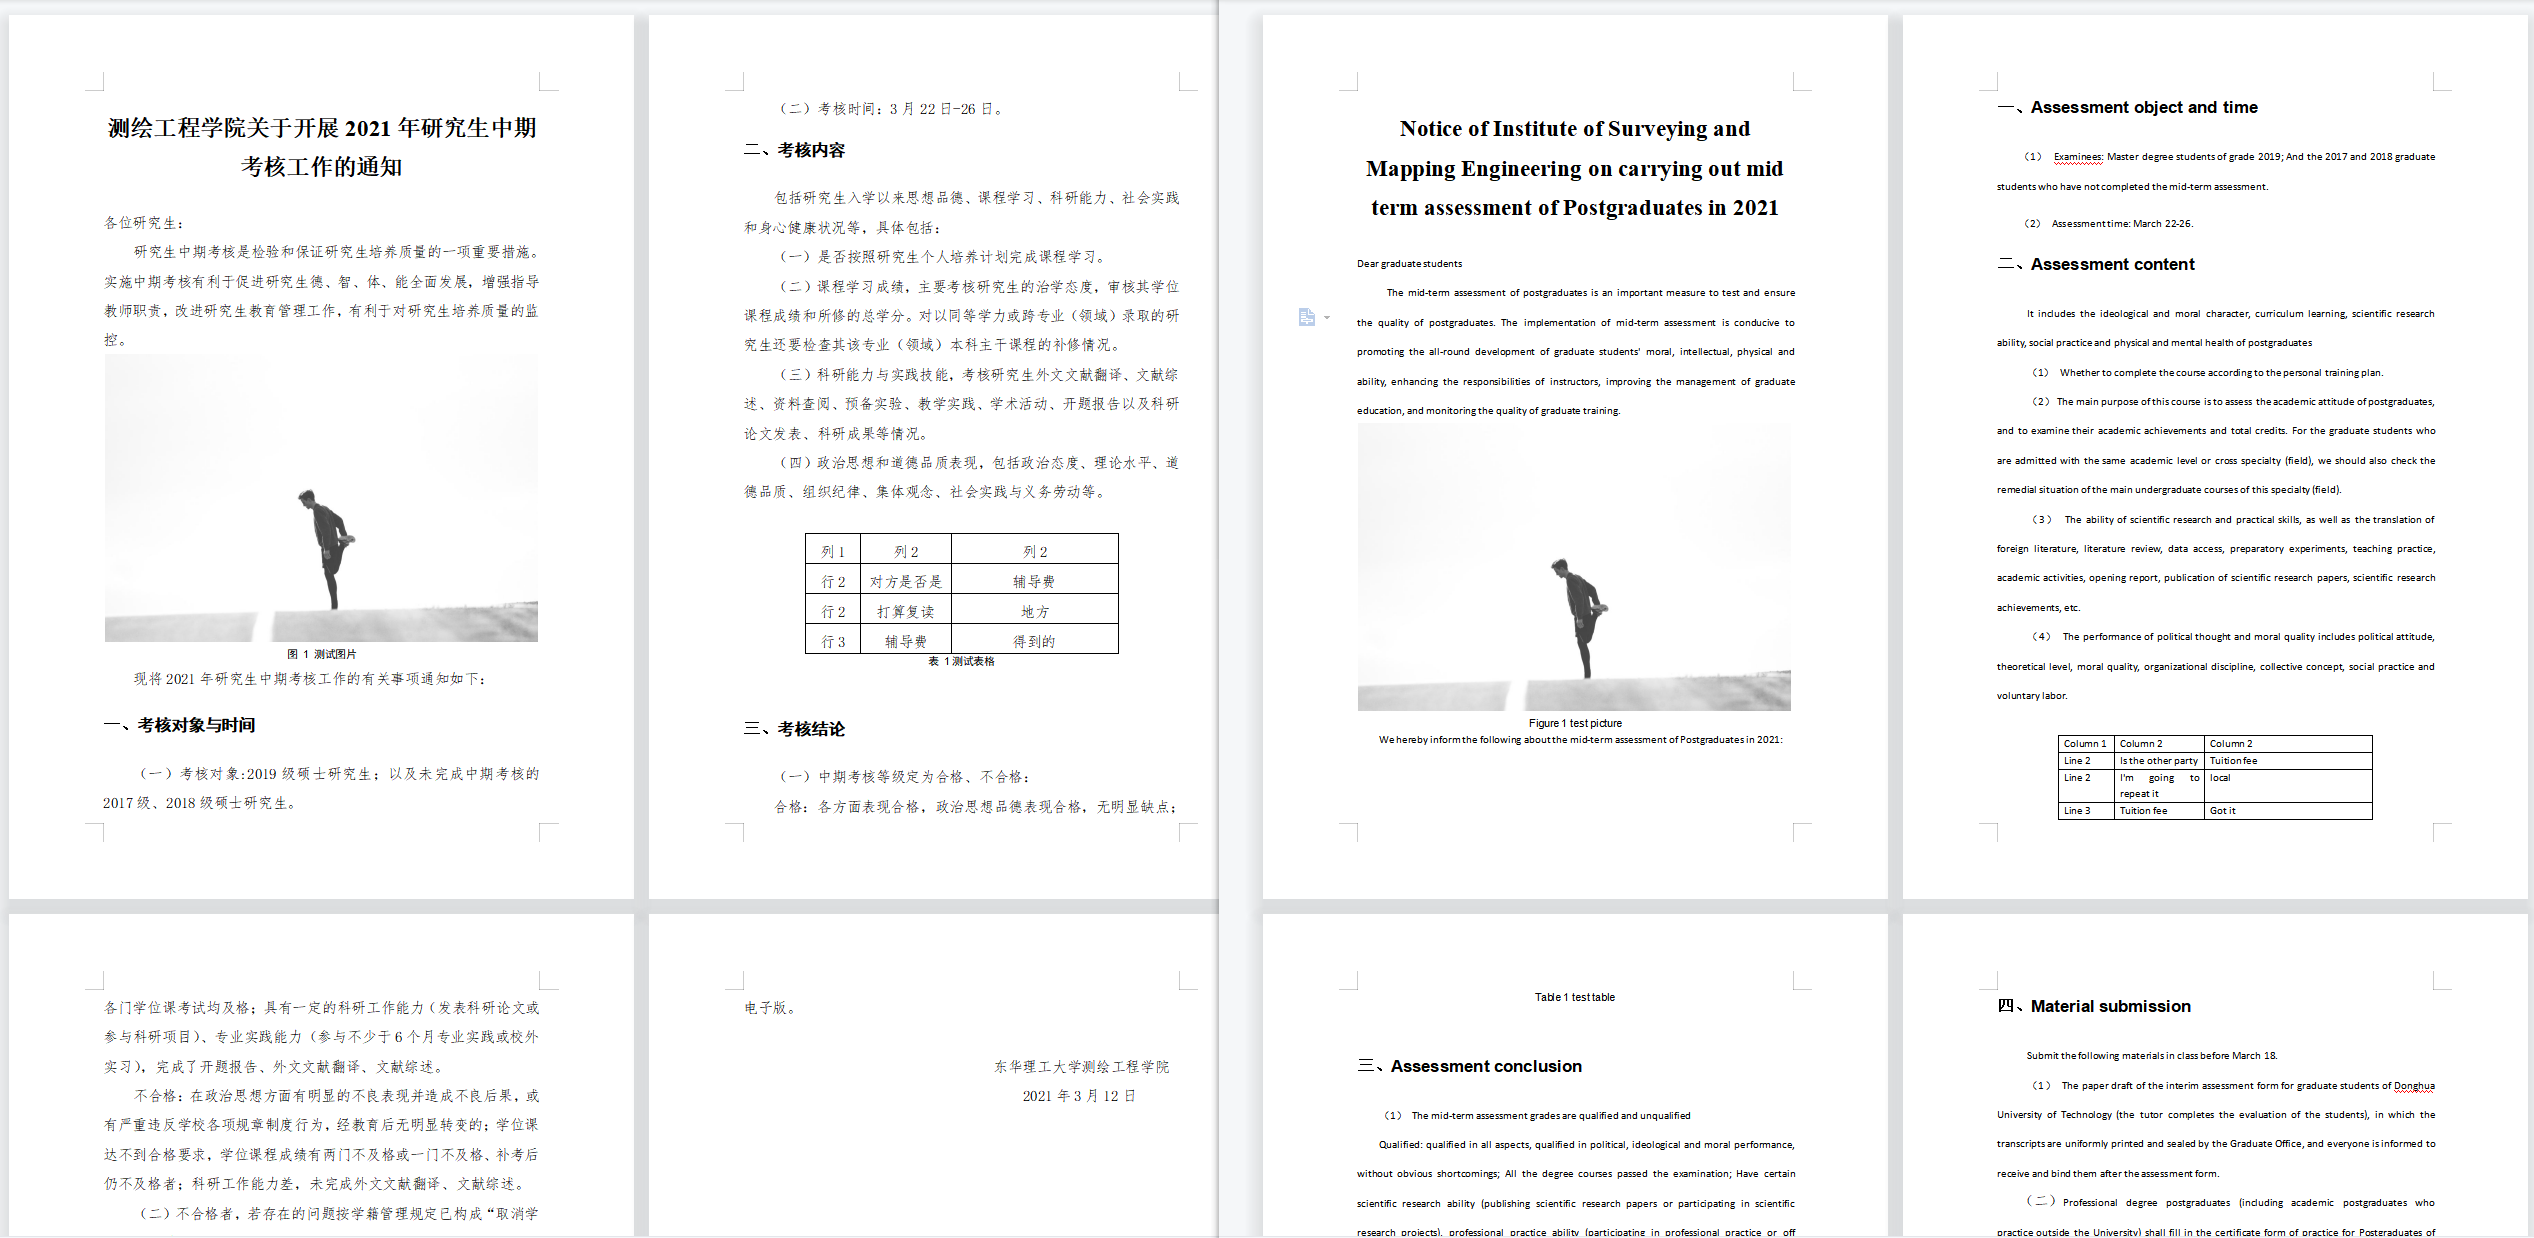 测绘工程学院关于开展 2021 年研究生中期
考核工作的通知
各位研究生：
研究生中期考核是检验和保证研究生培养质量的一项重要措施。
实施中期考核有利于促进研究生德、智、体、能全面发展，增强指导
教师职责，改进研究生教育管理工作，有利于对研究生培养质量的监
控。
图 1 测试图片
现将 2021 年研究生中期考核工作的有关事项通知如下：
一、考核对象与时间
（一）考核对象:2019 级硕士研究生；以及未完成中期考核的
2017 级、2018 级硕士研究生。
（二）考核时间：3 月 22 日-26 日。
二、考核内容
包括研究生入学以来思想品德、课程学习、科研能力、社会实践
和身心健康状况等，具体包括：
（一）是否按照研究生个人培养计划完成课程学习。
（二）课程学习成绩，主要考核研究生的治学态度，审核其学位
课程成绩和所修的总学分。对以同等学力或跨专业（领域）录取的研
究生还要检查其该专业（领域）本科主干课程的补修情况。
（三）科研能力与实践技能，考核研究生外文文献翻译、文献综
述、资料查阅、预备实验、教学实践、学术活动、开题报告以及科研
论文发表、科研成果等情况。
（四）政治思想和道德品质表现，包括政治态度、理论水平、道
德品质、组织纪律、集体观念、社会实践与义务劳动等。
列 1 列 2 列 2
行 2 对方是否是 辅导费
行 2 打算复读 地方
行 3 辅导费 得到的
表 1 测试表格
三、考核结论
（一）中期考核等级定为合格、不合格：
合格：各方面表现合格，政治思想品德表现合格，无明显缺点；
各门学位课考试均及格；具有一定的科研工作能力（发表科研论文或
参与科研项目）、专业实践能力（参与不少于 6 个月专业实践或校外
实习），完成了开题报告、外文文献翻译、文献综述。
不合格：在政治思想方面有明显的不良表现并造成不良后果，或
有严重违反学校各项规章制度行为，经教育后无明显转变的；学位课
达不到合格要求，学位课程成绩有两门不及格或一门不及格、补考后
仍不及格者；科研工作能力差，未完成外文文献翻译、文献综述。
（二）不合格者，若存在的问题按学籍管理规定已构成“取消学
电子版。
东华理工大学测绘工程学院
2021 年 3 月 12 日
Notice of Institute of Surveying and
Mapping Engineering on carrying out mid
term assessment of Postgraduates in 2021
Dear graduate students
The mid-term assessment of postgraduates is an important measure to test and ensure
the quality of postgraduates. The implementation of mid-term assessment is conducive to
promoting the all-round development of graduate students' moral, intellectual, physical and
ability, enhancing the responsibilities of instructors, improving the management of graduate
education, and monitoring the quality of graduate training.
Figure 1 test picture
We hereby inform the following about the mid-term assessment of Postgraduates in 2021:
一、Assessment object and time
（1） Examinees: Master degree students of grade 2019; And the 2017 and 2018 graduate
students who have not completed the mid-term assessment.
（2） Assessment time: March 22-26.
二、Assessment content
It includes the ideological and moral character, curriculum learning, scientific research
ability, social practice and physical and mental health of postgraduates
（1） Whether to complete the course according to the personal training plan.
（2）The main purpose of this course is to assess the academic attitude of postgraduates,
and to examine their academic achievements and total credits. For the graduate students who
are admitted with the same academic level or cross specialty (field), we should also check the
remedial situation of the main undergraduate courses of this specialty (field).
（3） The ability of scientific research and practical skills, as well as the translation of
foreign literature, literature review, data access, preparatory experiments, teaching practice,
academic activities, opening report, publication of scientific research papers, scientific research
achievements, etc.
（4） The performance of political thought and moral quality includes political attitude,
theoretical level, moral quality, organizational discipline, collective concept, social practice and
voluntary labor.
Column 1 Column 2 Column 2
Line 2 Is the other party Tuition fee
Line 2 I'm going to local
repeat it
Line 3 Tuition fee Got it
Table 1 test table
三、Assessment conclusion
（1） The mid-term assessment grades are qualified and unqualified
Qualified: qualified in all aspects, qualified in political, ideological and moral performance,
without obvious shortcomings; All the degree courses passed the examination; Have certain
scientific research ability (publishing scientific research papers or participating in scientific
research projects), professional practice ability (participating in professional practice or off
四、Material submission
Submit the following materials in class before March 18.
（1） The paper draft of the interim assessment form for graduate students of Donghua
University of Technology (the tutor completes the evaluation of the students), in which the
transcripts are uniformly printed and sealed by the Graduate Office, and everyone is informed to
receive and bind them after the assessment form.
（二）Professional degree postgraduates (including academic postgraduates who
practice outside the University) shall fill in the certificate form of practice for Postgraduates of